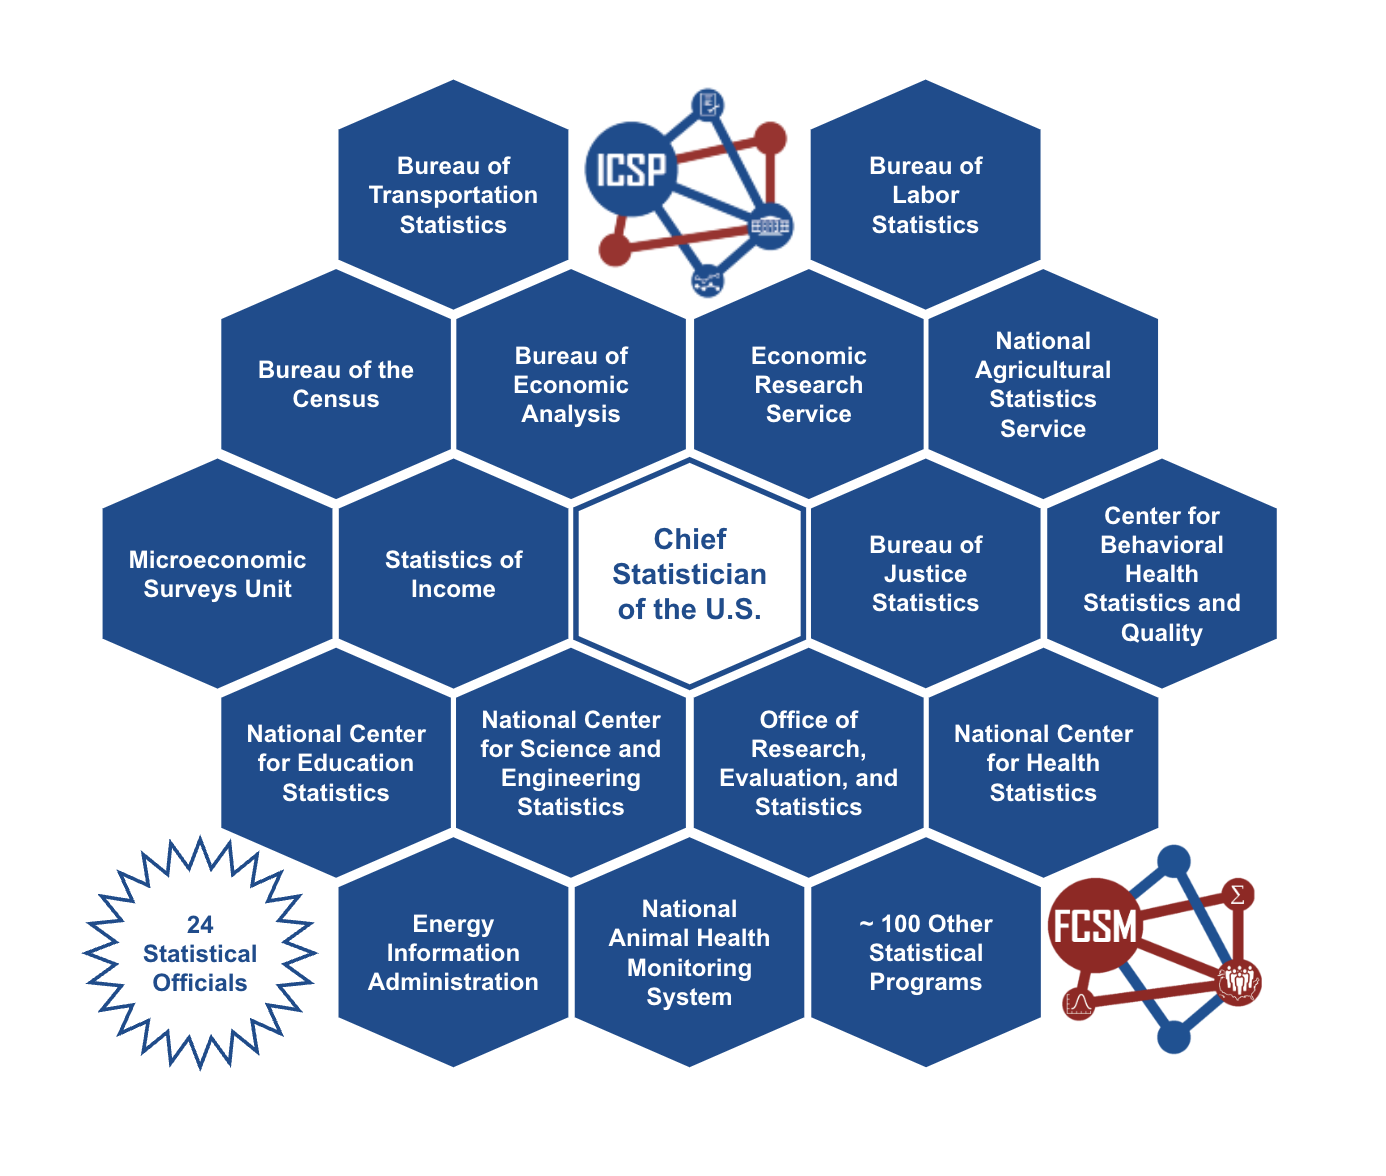 Bureau of
Transportation
Statistics
ICSP
Bureau of
Labor
Statistics
Bureau of the
Census
Bureau of
Economic
Analysis
Economic
Research
Service
National
Agricultural
Statistics
Service
Microeconomic
Surveys Unit
Statistics of
Income
Chief
Statistician
of the U.S.
Bureau of
Justice
Statistics
Center for
Behavioral
Health
Statistics and
Quality
National Center
for Education
Statistics
National Center
for Science and
Engineering
Statistics
Office of
Research,
Evaluation, and
Statistics
National Center
for Health
Statistics
24
Statistical
Officials
Energy
Information
Administration
National
Animal Health
Monitoring
System
~ 100 Other
Statistical
Programs
FCSM
Σ